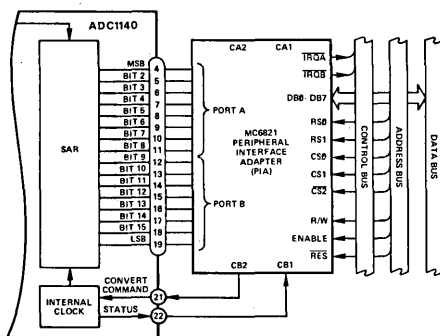 ADC1140
SAR
MSB 4
BIT 2 5
BIT 3 6
BIT 4 7
BIT 5 8
BIT 6 9
BIT 7 10
BIT 8 11
BIT 9 12
BIT 10 13
BIT 11 14
BIT 12 15
BIT 13 16
BIT 14 17
BIT 15 18
LSB 19
PORT A
PORT B
CA2 CA1
MC6821
PERIPHERAL
INTERFACE
ADAPTER
(PIA)
CB2 CB1
IRQA
IRQB
DB0-DB7
RS0
RS1
CS0
CS1
CS2
R/W
ENABLE
RES
CONTROL BUS
ADDRESS BUS
DATA BUS
INTERNAL
CLOCK
CONVERT
COMMAND
21
STATUS 22